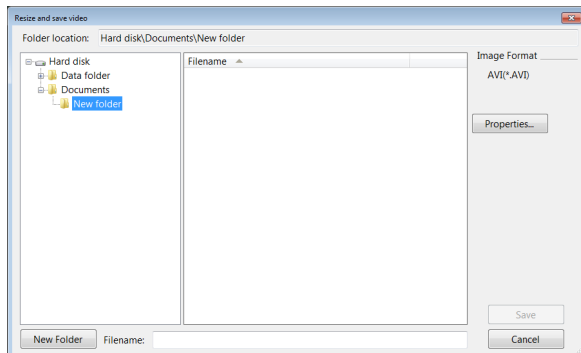 Resize and save video
Folder location: Hard disk\Documents\New folder
Hard disk
Data folder
Documents
New folder
Filename
Image Format
AVI(*.AVI)
Properties...
Save
New Folder
Filename:
Cancel